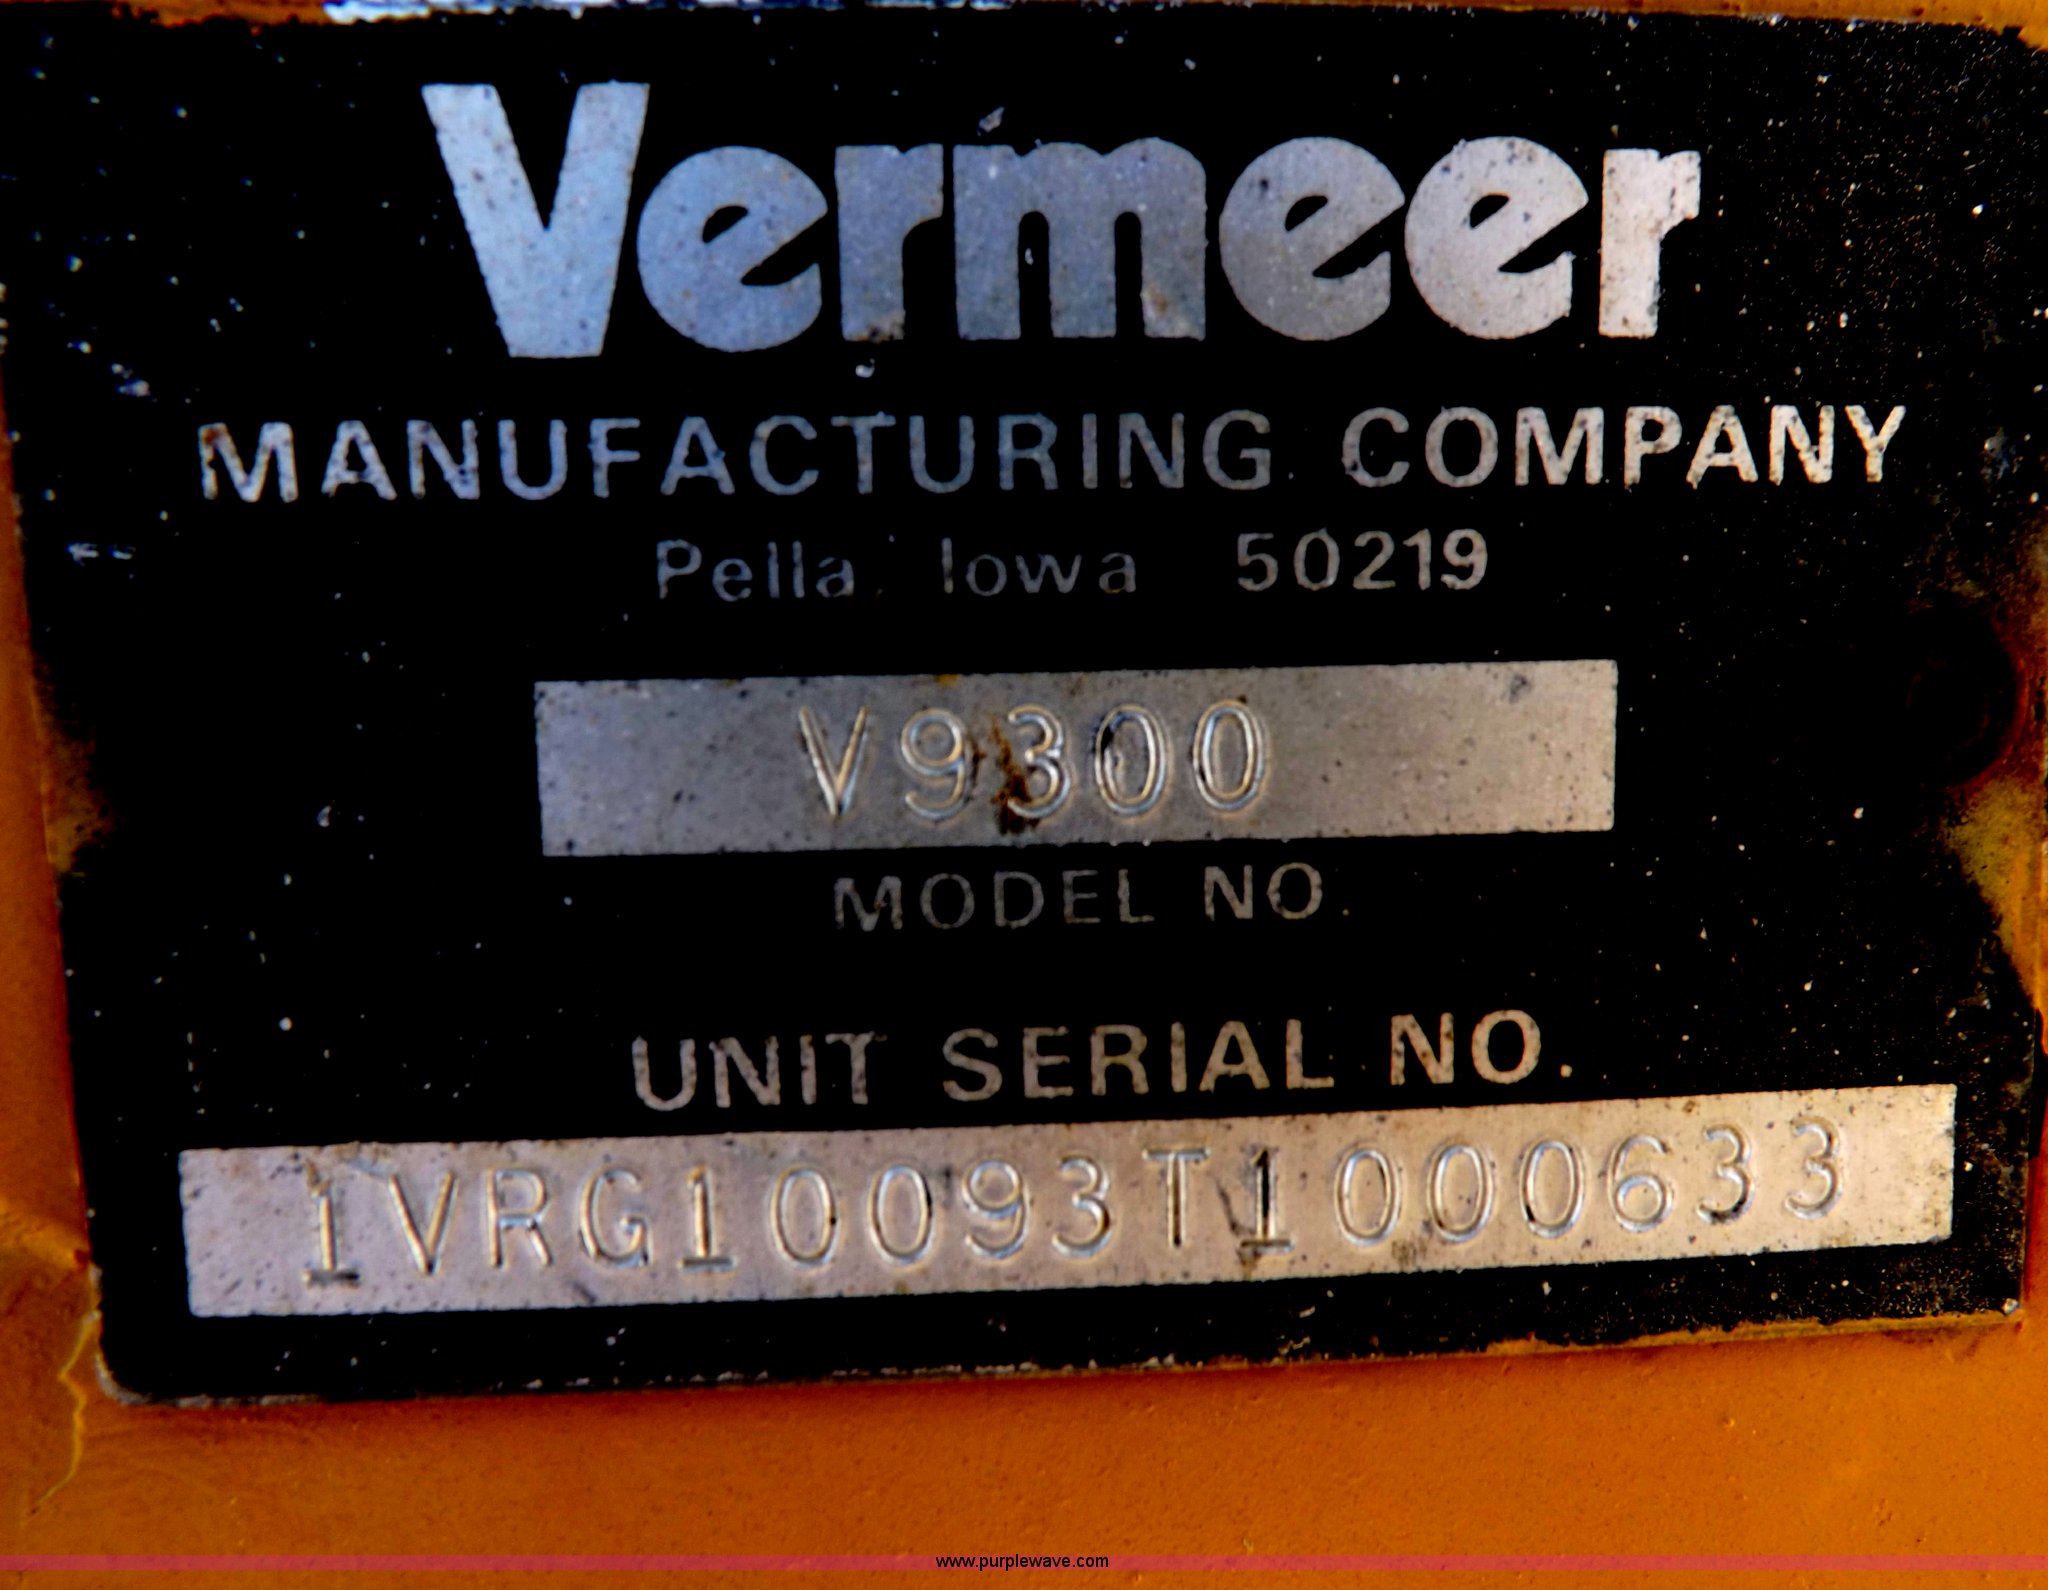 Vermeer
MANUFACTURING COMPANY
Pella Iowa 50219
V9300
MODEL NO.
UNIT SERIAL NO.
1VRG10093T1000633
www.purplewave.com